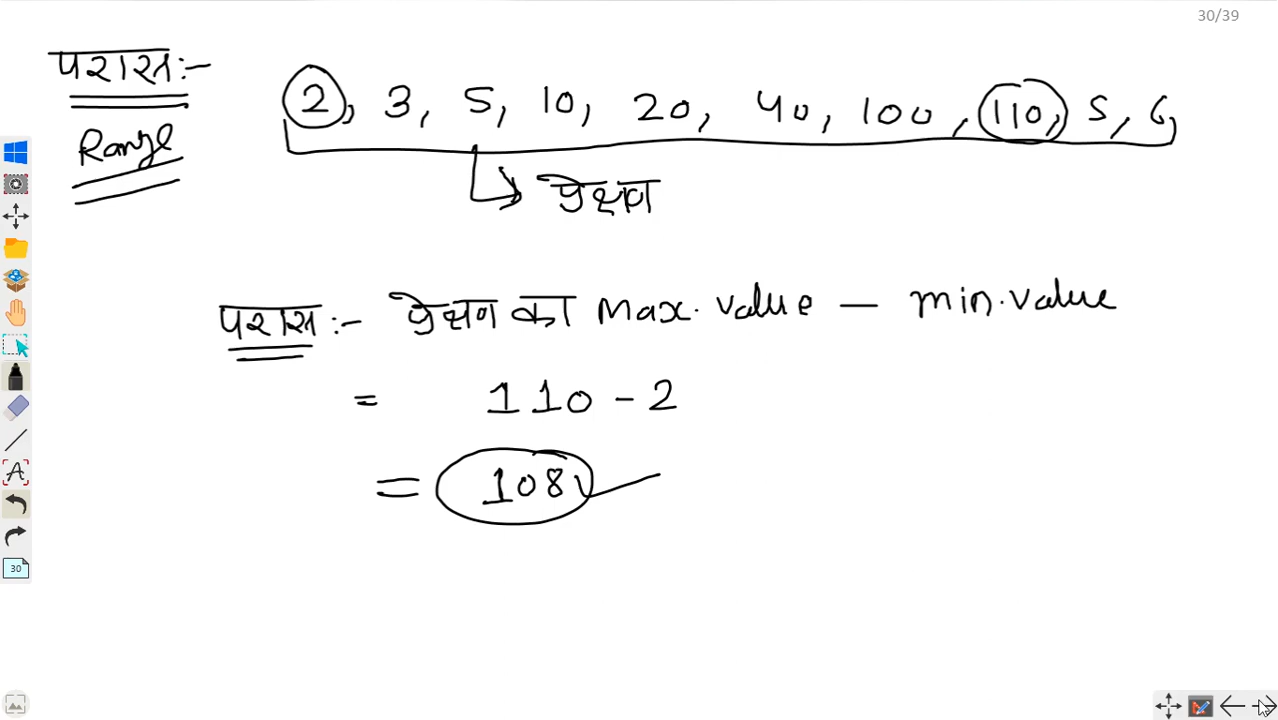 30/39
परास:-
2, 3, 5, 10, 20, 40, 100, 110, 5, 6,
Range
प्रेक्षण
परास:- प्रेक्षण का Max. value - min. value
= 110 - 2
= 108
30